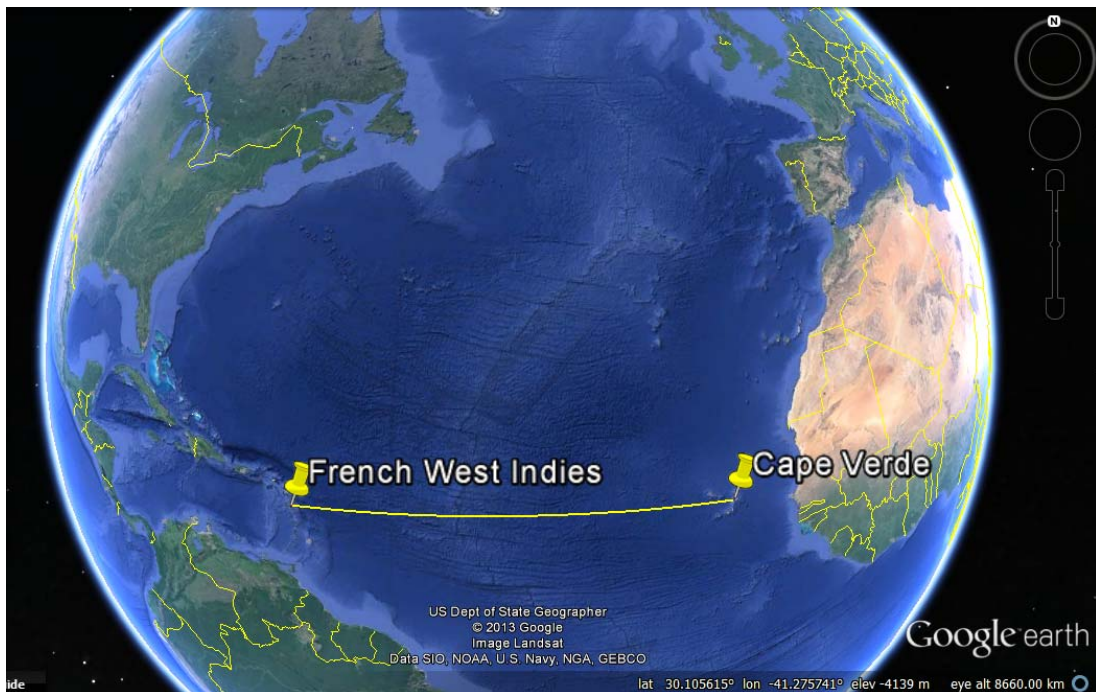 N
French West Indies
Cape Verde
US Dept of State Geographer
© 2013 Google
Image Landsat
Data SIO, NOAA, U.S. Navy, NGA, GEBCO
Google earth
ide
lat 30.105615° lon -41.275741° elev -4139 m eye alt 8660.00 km